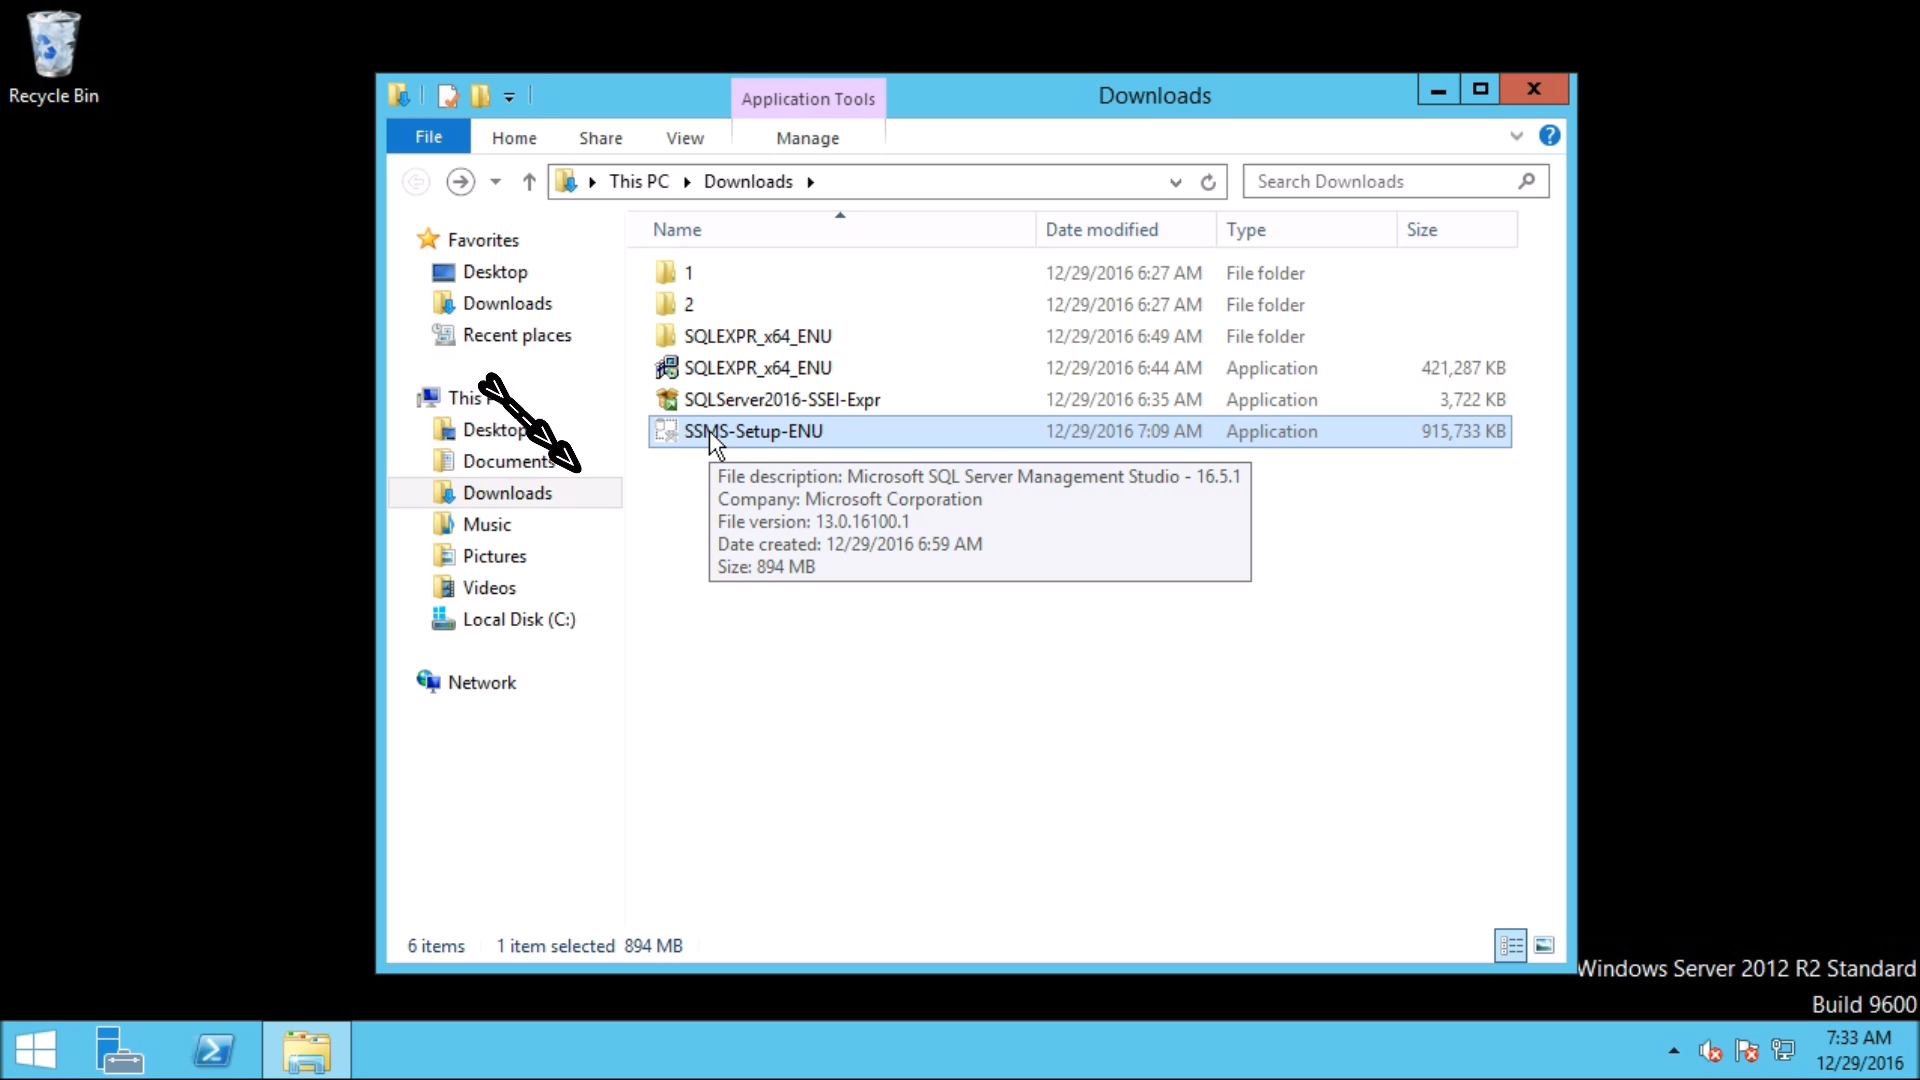 Recycle Bin
Application Tools
Downloads
File
Home
Share
View
Manage
This PC
Downloads
Search Downloads
Name
Date modified
Type
Size
Favorites
Desktop
Downloads
Recent places
This
Desktop
Documents
Downloads
Music
Pictures
Videos
Local Disk (C:)
Network
1 12/29/2016 6:27 AM File folder
2 12/29/2016 6:27 AM File folder
SQLEXPR_x64_ENU 12/29/2016 6:49 AM File folder
SQLEXPR_x64_ENU 12/29/2016 6:44 AM Application 421,287 KB
SQLServer2016-SSEI-Expr 12/29/2016 6:35 AM Application 3,722 KB
SSMS-Setup-ENU 12/29/2016 7:09 AM Application 915,733 KB
File description: Microsoft SQL Server Management Studio - 16.5.1
Company: Microsoft Corporation
File version: 13.0.16100.1
Date created: 12/29/2016 6:59 AM
Size: 894 MB
6 items 1 item selected 894 MB
Windows Server 2012 R2 Standard
Build 9600
7:33 AM
12/29/2016